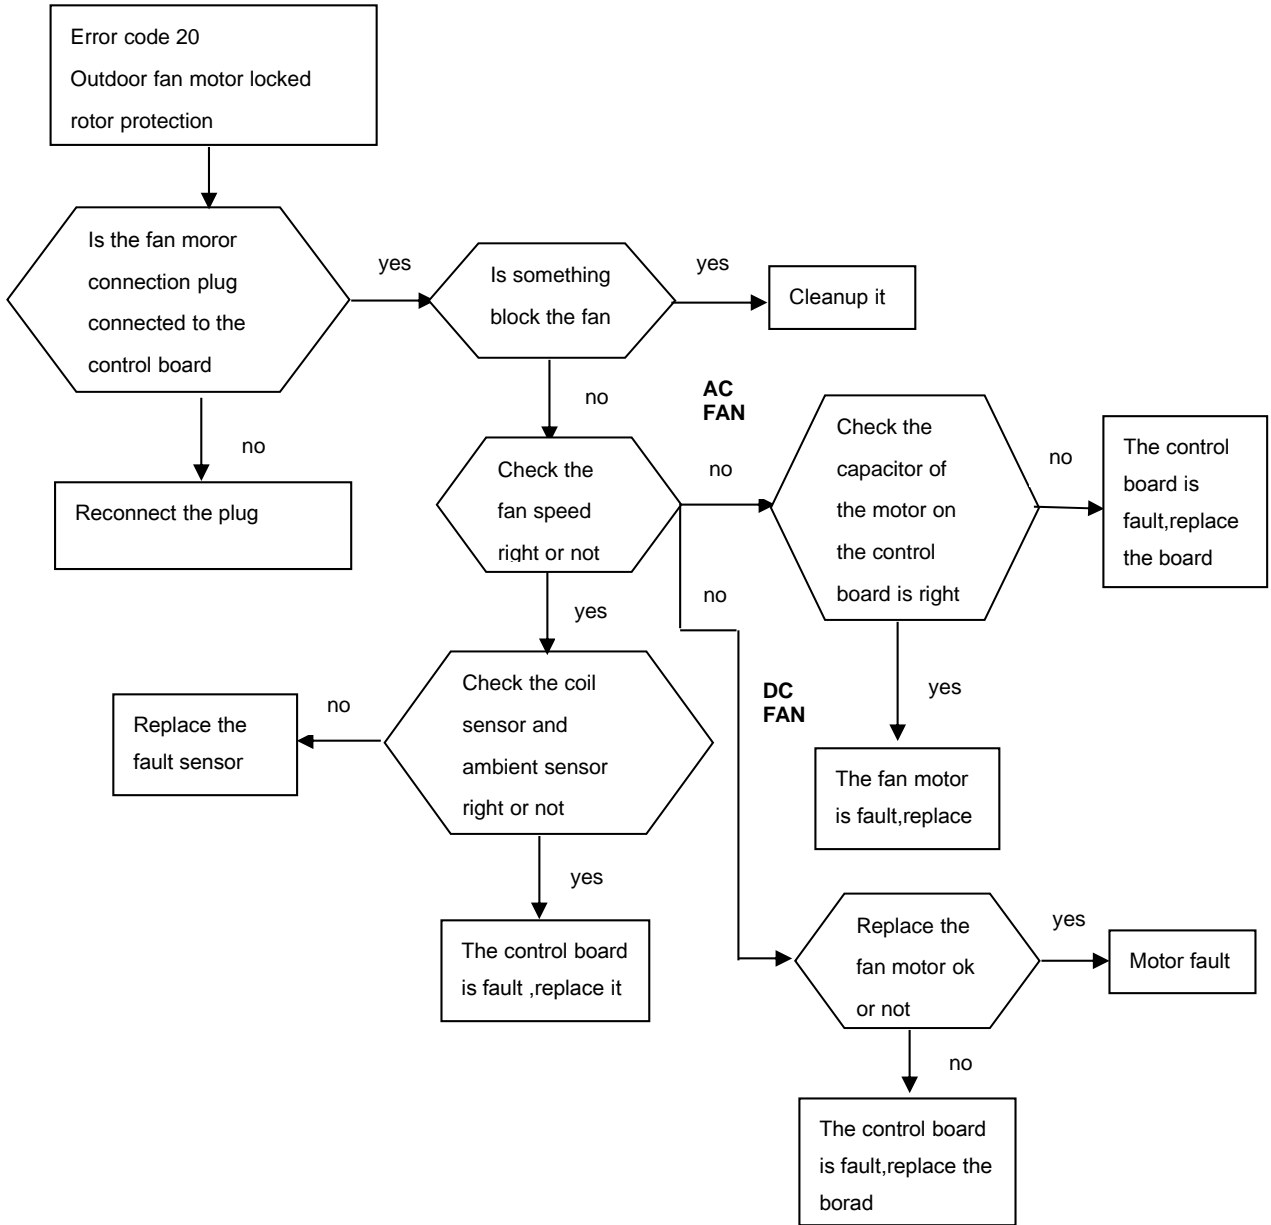 Error code 20
Outdoor fan motor locked
rotor protection
Is the fan moror
connection plug
connected to the
control board
yes
Is something
block the fan
yes
Cleanup it
no
Reconnect the plug
no
AC
FAN
Check the
fan speed
right or not
no
Check the
capacitor of
the motor on
the control
board is right
no
The control
board is
fault,replace
the board
yes
no
DC
FAN
yes
The fan motor
is fault,replace
Check the coil
sensor and
ambient sensor
right or not
no
Replace the
fault sensor
yes
The control board
is fault ,replace it
Replace the
fan motor ok
or not
yes
Motor fault
no
The control board
is fault,replace the
borad